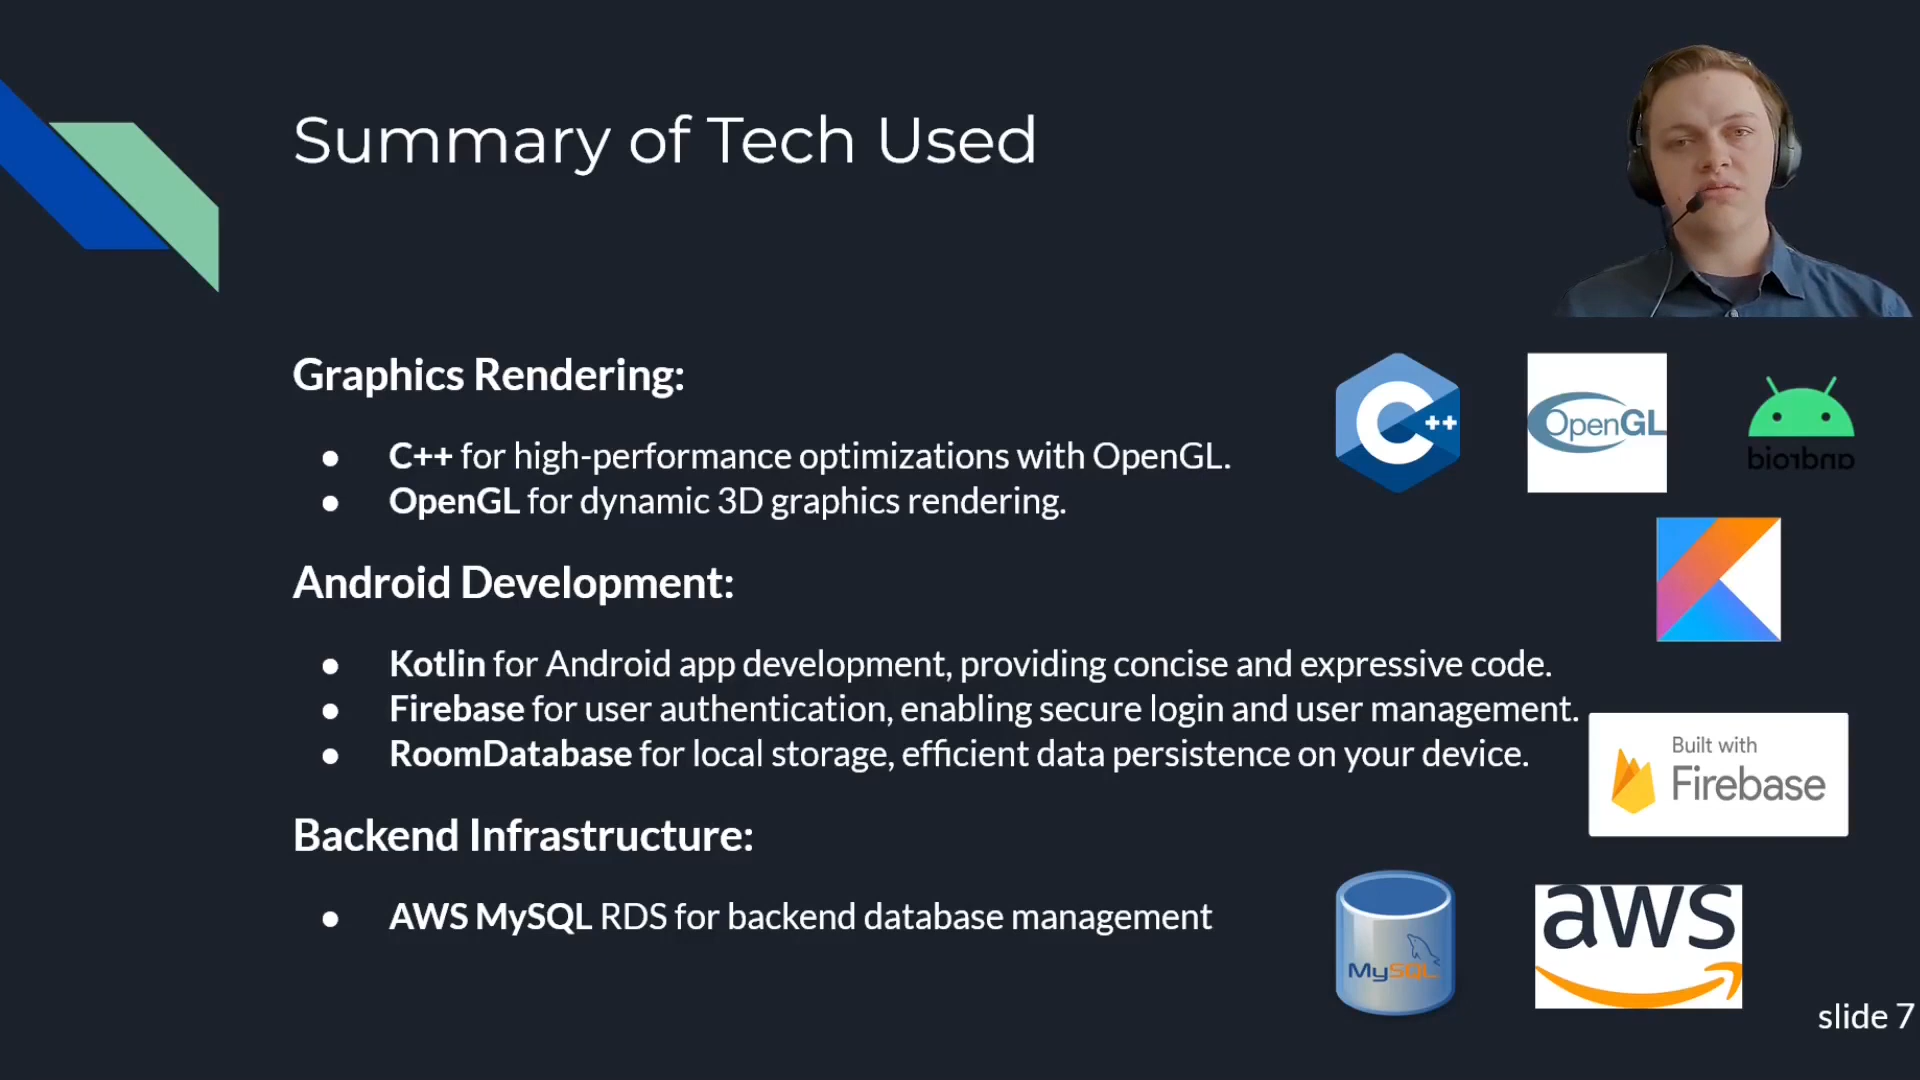 Summary of Tech Used
Graphics Rendering:
● C++ for high-performance optimizations with OpenGL.
● OpenGL for dynamic 3D graphics rendering.
C++
OpenGL
android
Android Development:
● Kotlin for Android app development, providing concise and expressive code.
● Firebase for user authentication, enabling secure login and user management.
● RoomDatabase for local storage, efficient data persistence on your device.
Built with
Firebase
Backend Infrastructure:
● AWS MySQL RDS for backend database management
MySQL
aws
slide 7